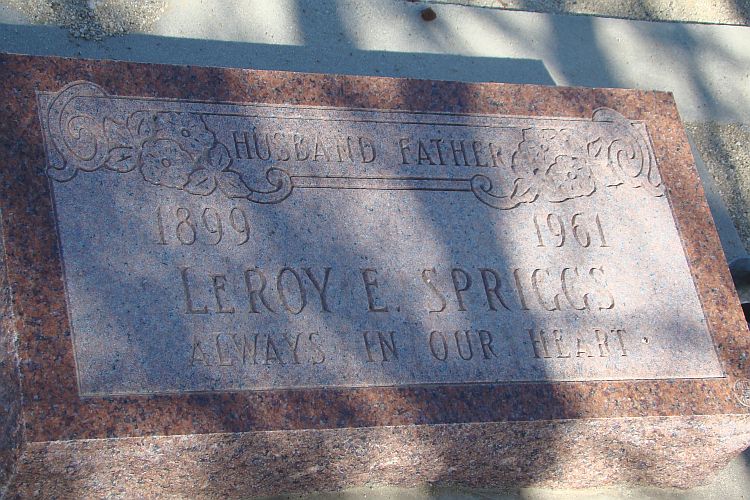 HUSBAND FATHER
1899 1961
LEROY E. SPRIGGS
ALWAYS IN OUR HEART.